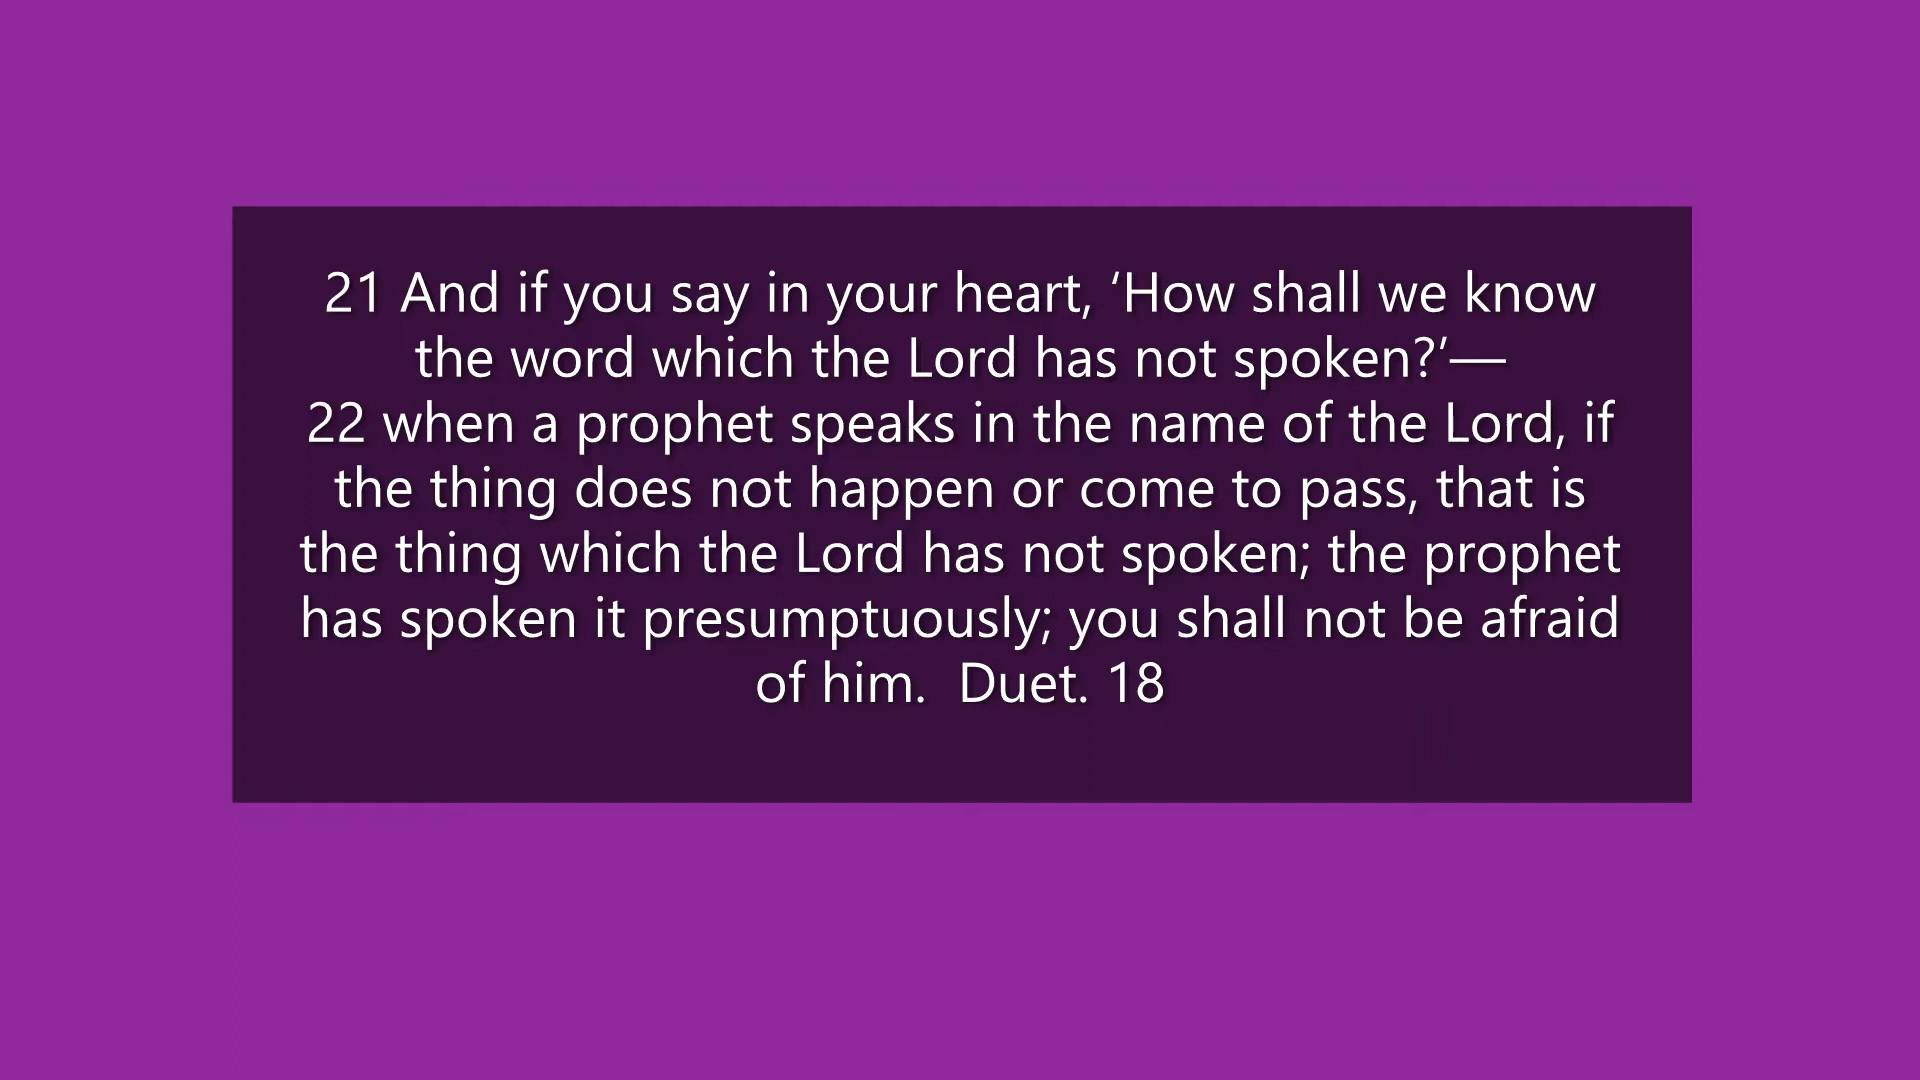 21 And if you say in your heart, ‘How shall we know
the word which the Lord has not spoken?’—
22 when a prophet speaks in the name of the Lord, if
the thing does not happen or come to pass, that is
the thing which the Lord has not spoken; the prophet
has spoken it presumptuously; you shall not be afraid
of him.  Duet. 18